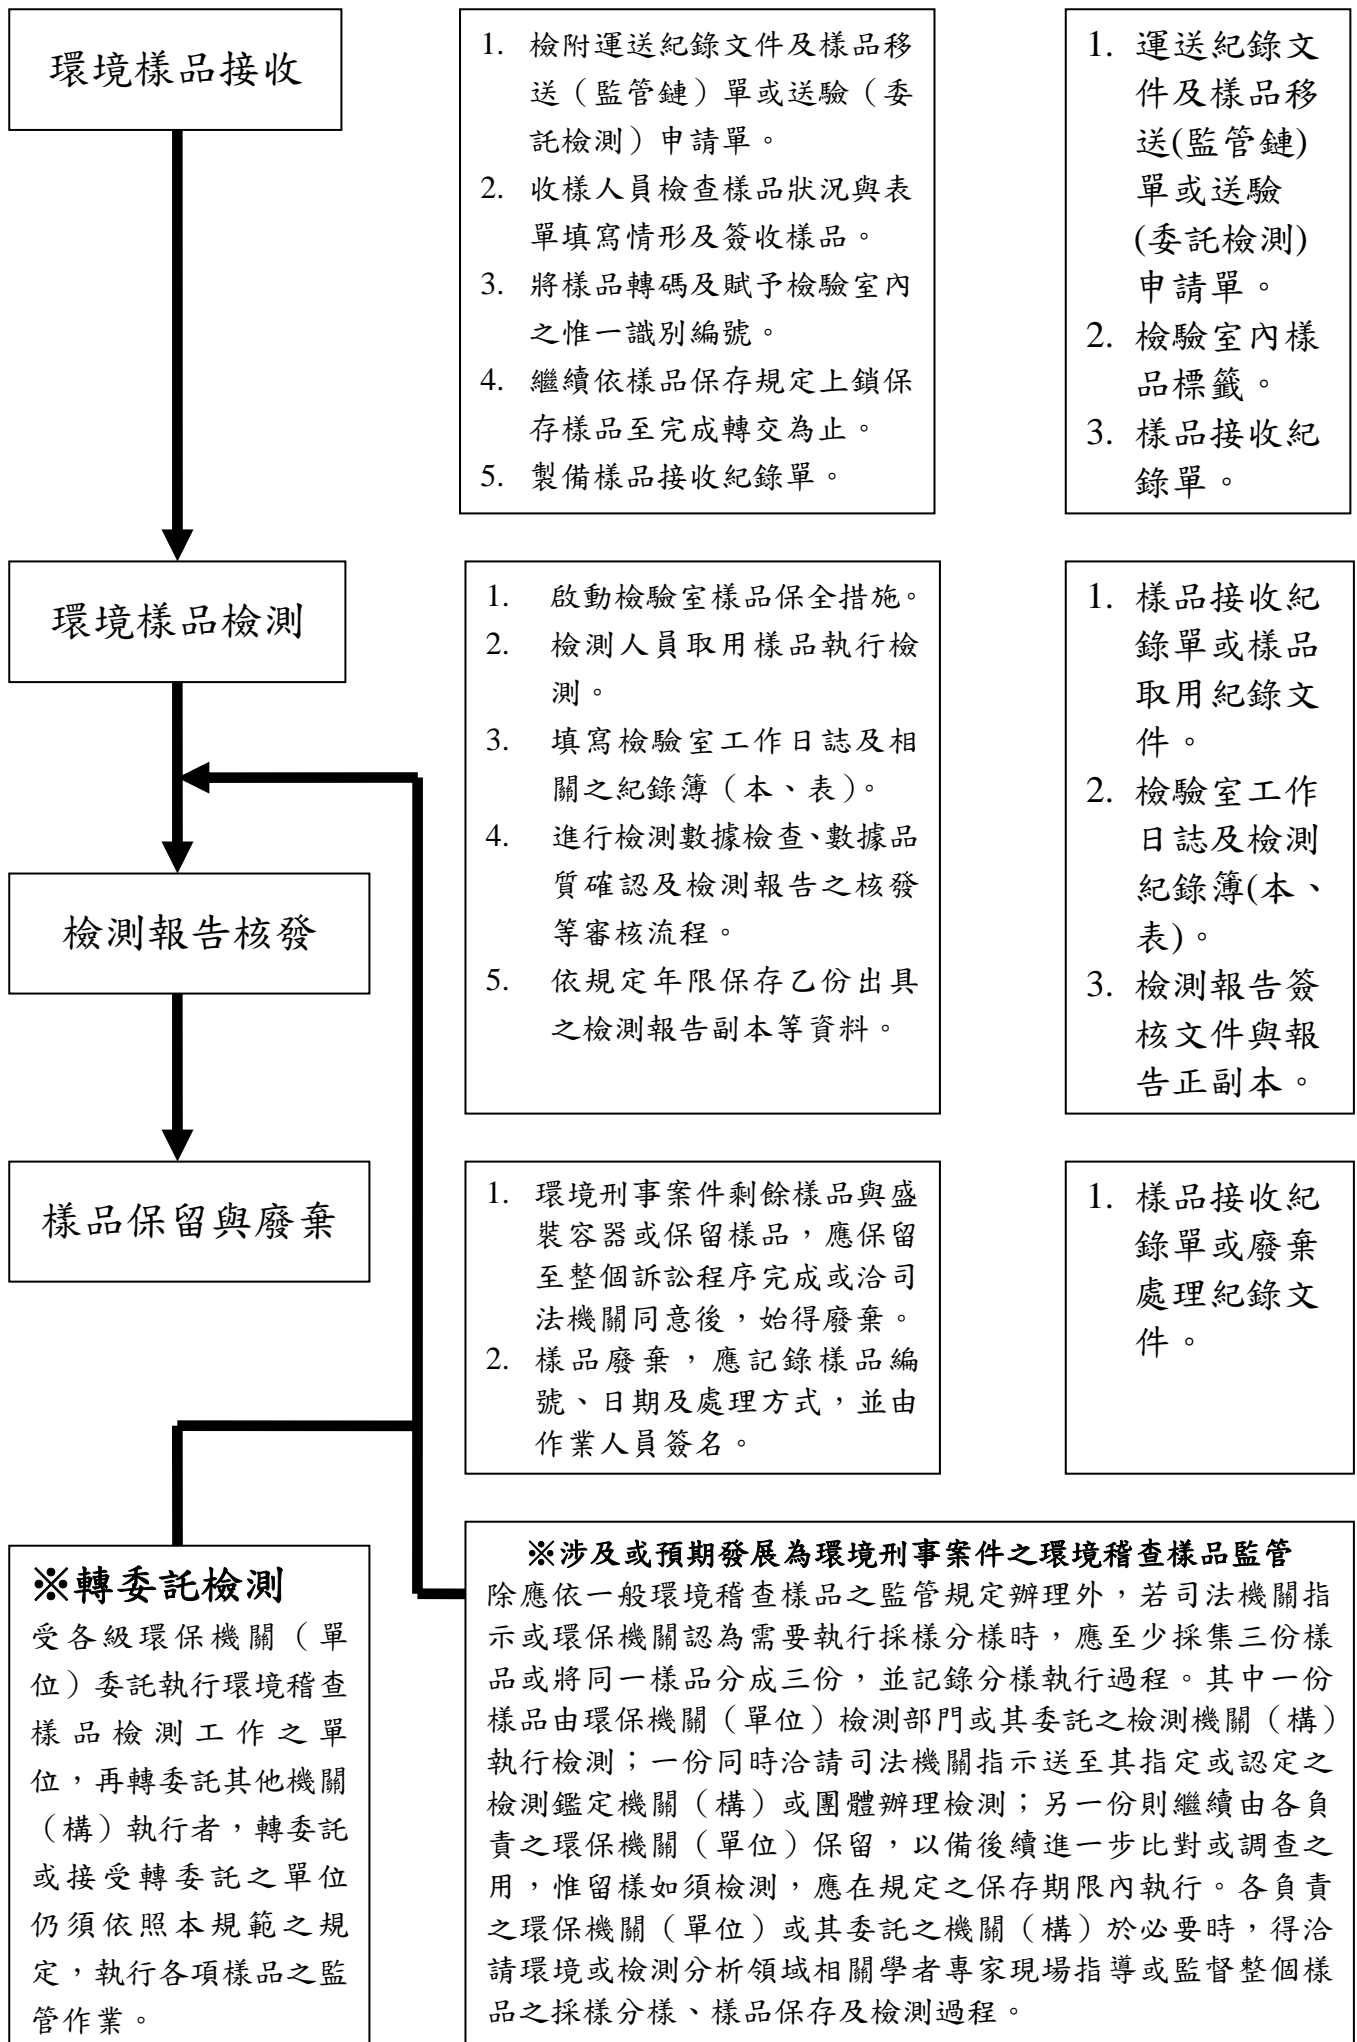 環境樣品接收
1. 檢附運送紀錄文件及樣品移
送（監管鏈）單或送驗（委
託檢測）申請單。
2. 收樣人員檢查樣品狀況與表
單填寫情形及簽收樣品。
3. 將樣品轉碼及賦予檢驗室內
之惟一識別編號。
4. 繼續依樣品保存規定上鎖保
存樣品至完成轉交為止。
5. 製備樣品接收紀錄單。
1. 運送紀錄文
件及樣品移
送(監管鏈)
單或送驗
(委託檢測)
申請單。
2. 檢驗室內樣
品標籤。
3. 樣品接收紀
錄單。
環境樣品檢測
1. 啟動檢驗室樣品保全措施。
2. 檢測人員取用樣品執行檢
測。
3. 填寫檢驗室工作日誌及相
關之紀錄簿（本、表）。
4. 進行檢測數據檢查、數據品
質確認及檢測報告之核發
等審核流程。
5. 依規定年限保存乙份出具
之檢測報告副本等資料。
1. 樣品接收紀
錄單或樣品
取用紀錄文
件。
2. 檢驗室工作
日誌及檢測
紀錄簿(本、
表)。
3. 檢測報告簽
核文件與報
告正副本。
檢測報告核發
樣品保留與廢棄
1. 環境刑事案件剩餘樣品與盛
裝容器或保留樣品，應保留
至整個訴訟程序完成或洽司
法機關同意後，始得廢棄。
2. 樣品廢棄，應記錄樣品編
號、日期及處理方式，並由
作業人員簽名。
1. 樣品接收紀
錄單或廢棄
處理紀錄文
件。
※轉委託檢測
受各級環保機關（單
位）委託執行環境稽查
樣品檢測工作之單
位，再轉委託其他機關
（構）執行者，轉委託
或接受轉委託之單位
仍須依照本規範之規
定，執行各項樣品之監
管作業。
※涉及或預期發展為環境刑事案件之環境稽查樣品監管
除應依一般環境稽查樣品之監管規定辦理外，若司法機關指
示或環保機關認為需要執行採樣分樣時，應至少採集三份樣
品或將同一樣品分成三份，並記錄分樣執行過程。其中一份
樣品由環保機關（單位）檢測部門或其委託之檢測機關（構）
執行檢測；一份同時洽請司法機關指示送至其指定或認定之
檢測鑑定機關（構）或團體辦理檢測；另一份則繼續由各負
責之環保機關（單位）保留，以備後續進一步比對或調查之
用，惟留樣如須檢測，應在規定之保存期限內執行。各負責
之環保機關（單位）或其委託之機關（構）於必要時，得洽
請環境或檢測分析領域相關學者專家現場指導或監督整個樣
品之採樣分樣、樣品保存及檢測過程。